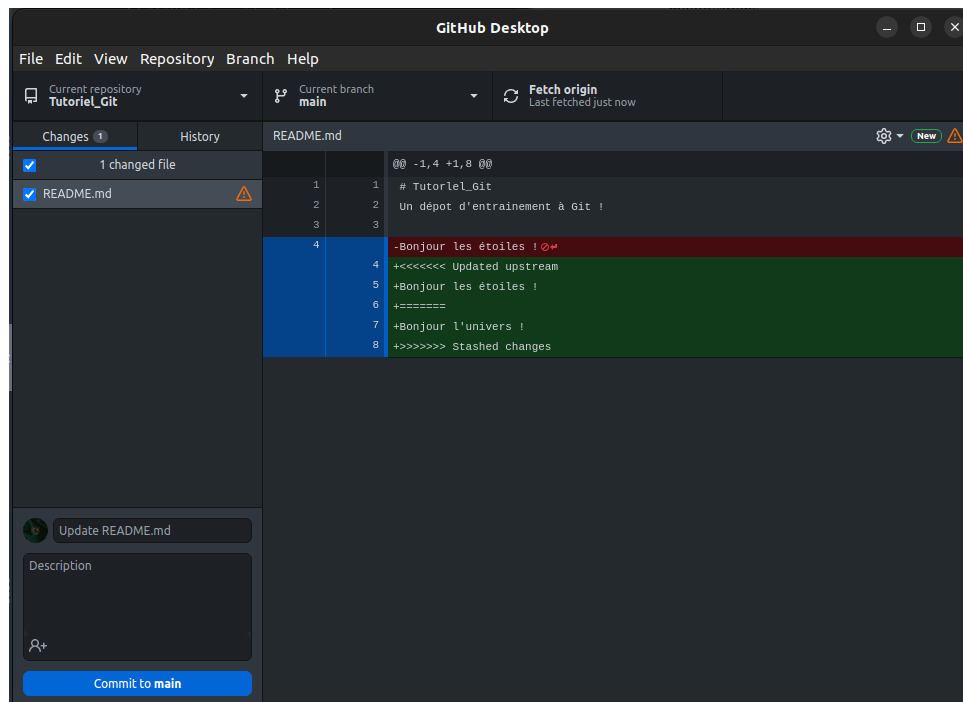 GitHub Desktop
File Edit View Repository Branch Help
Current repository
Tutoriel_Git
Current branch
main
Fetch origin
Last fetched just now
Changes 1
History
README.md
New
1 changed file
README.md
@@ -1,4 +1,8 @@
1 1 # Tutorlel_Git
2 2 Un dépot d'entrainement à Git !
3 3
4 -Bonjour les étoiles !
4 +<<<<<<< Updated upstream
5 +Bonjour les étoiles !
6 +=======
7 +Bonjour l'univers !
8 +>>>>>>> Stashed changes
Update README.md
Description
Commit to main